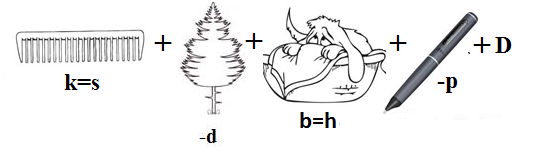 + + + + D
k=s -d b=h -p